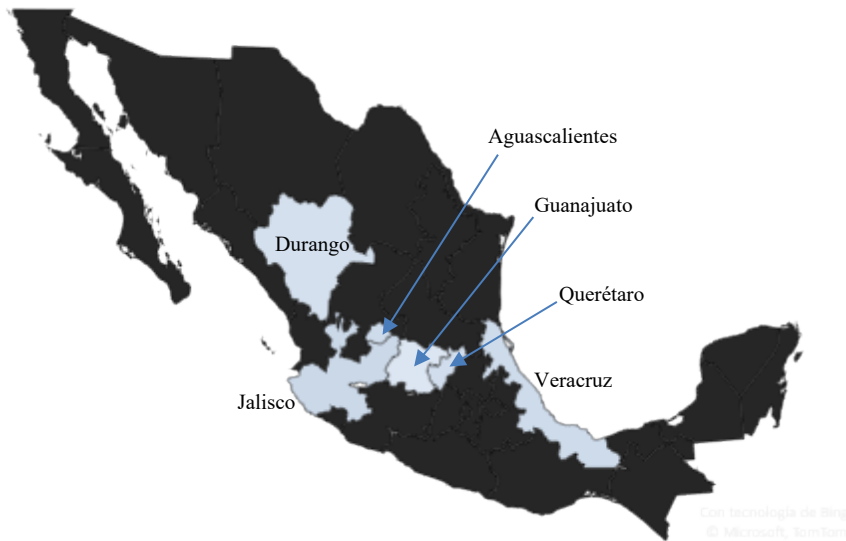 Aguascalientes
Guanajuato
Durango
Querétaro
Veracruz
Jalisco
Con tecnología de Bing
© Microsoft, TomTom